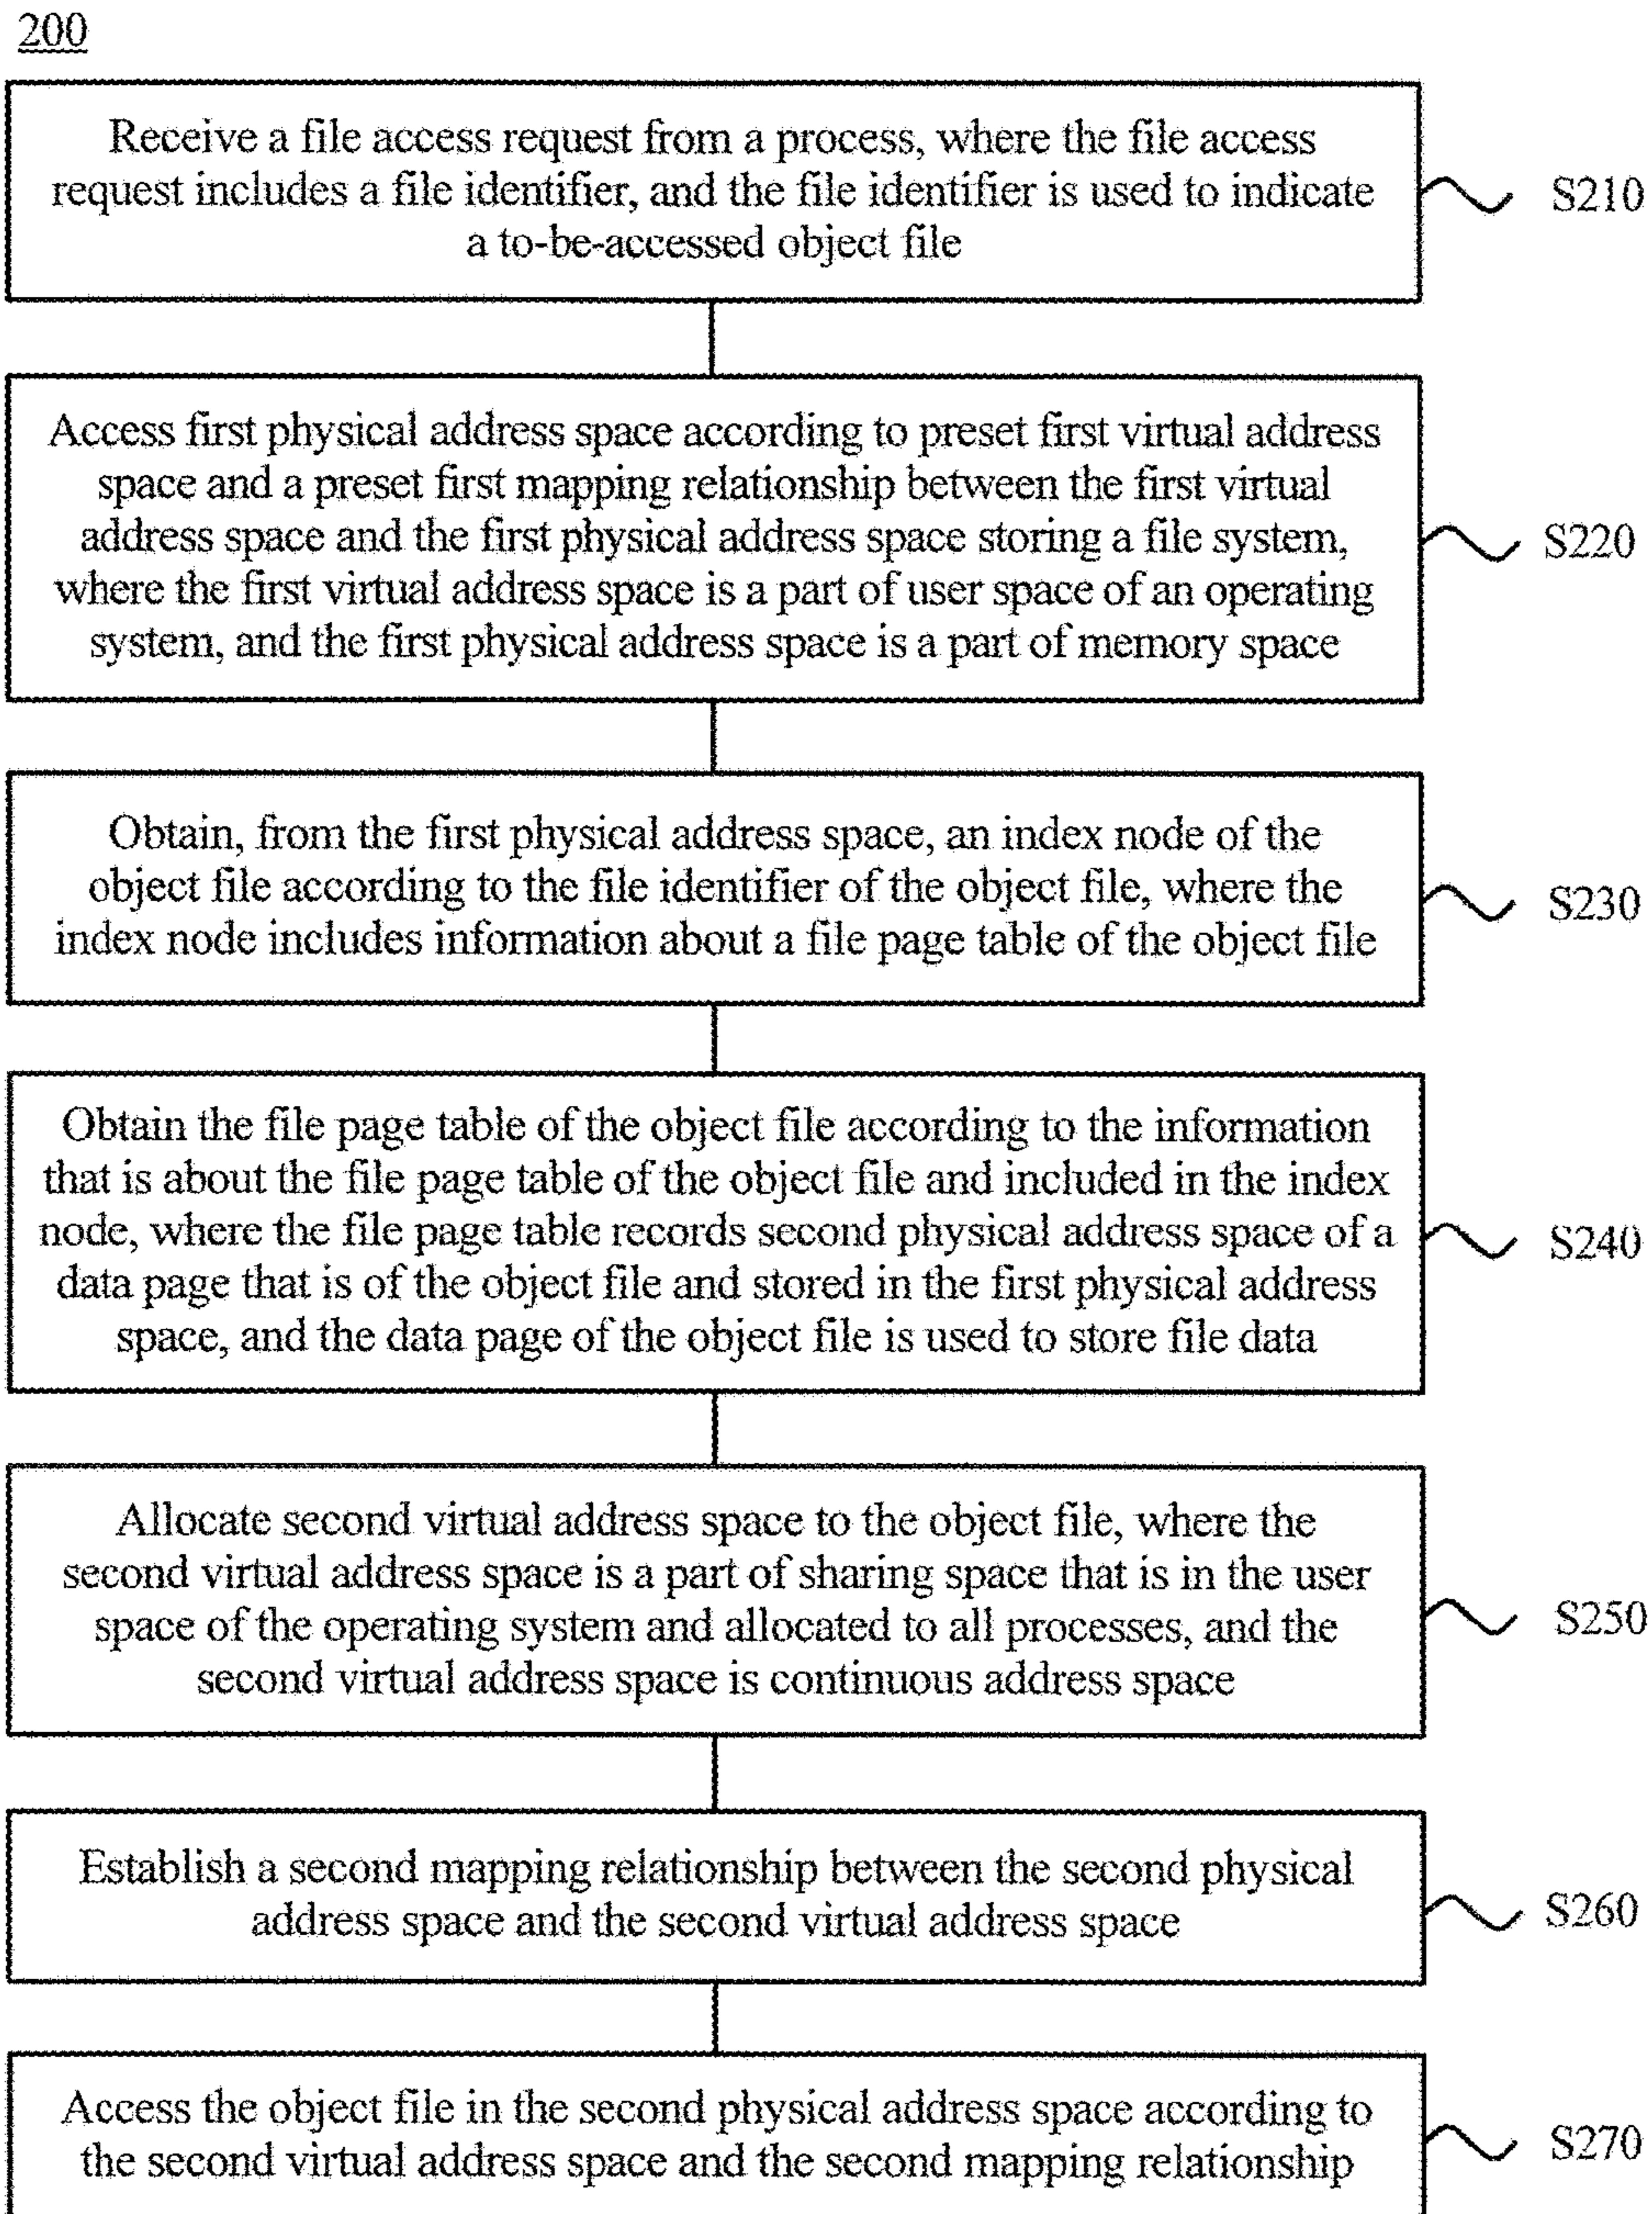 200
Receive a file access request from a process, where the file access
request includes a file identifier, and the file identifier is used to indicate
a to-be-accessed object file
S210
Access first physical address space according to preset first virtual address
space and a preset first mapping relationship between the first virtual
address space and the first physical address space storing a file system,
where the first virtual address space is a part of user space of an operating
system, and the first physical address space is a part of memory space
S220
Obtain, from the first physical address space, an index node of the
object file according to the file identifier of the object file, where the
index node includes information about a file page table of the object file
S230
Obtain the file page table of the object file according to the information
that is about the file page table of the object file and included in the index
node, where the file page table records second physical address space of a
data page that is of the object file and stored in the first physical address
space, and the data page of the object file is used to store file data
S240
Allocate second virtual address space to the object file, where the
second virtual address space is a part of sharing space that is in the user
space of the operating system and allocated to all processes, and the
second virtual address space is continuous address space
S250
Establish a second mapping relationship between the second physical
address space and the second virtual address space
S260
Access the object file in the second physical address space according to
the second virtual address space and the second mapping relationship
S270